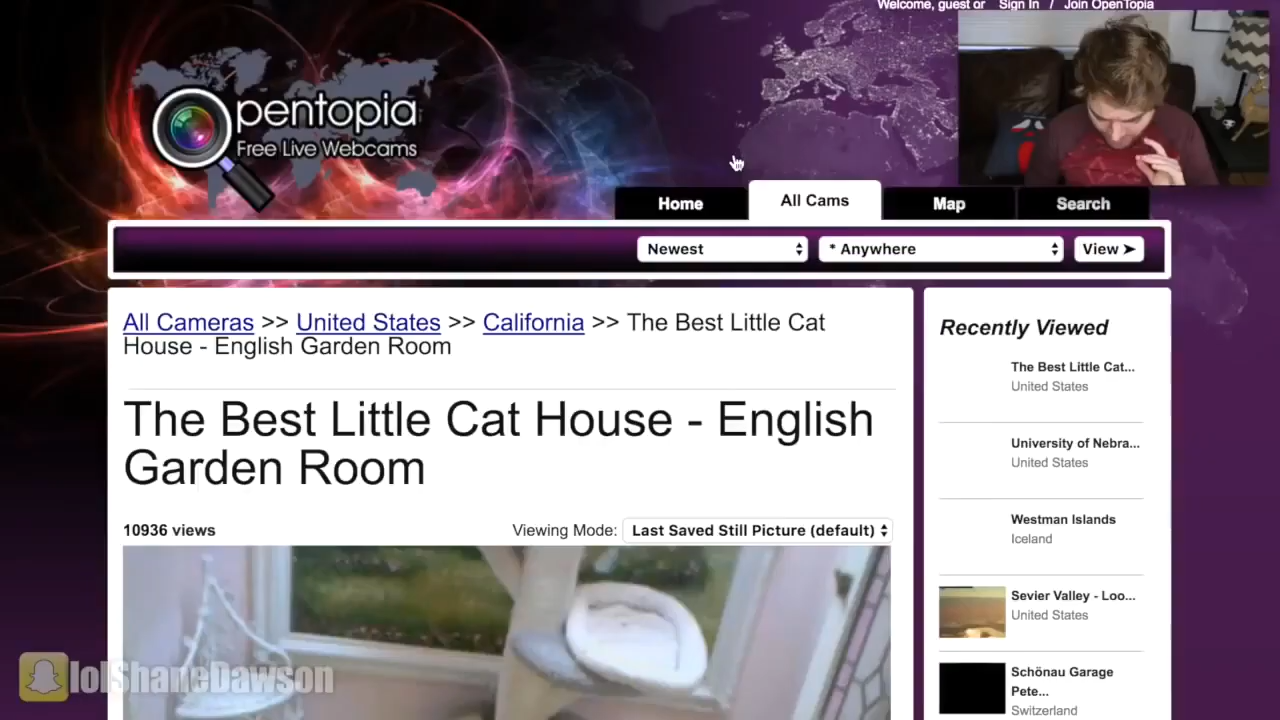 Welcome, guest or Sign In / Join OpenTopia
pentopia
Free Live Webcams
Home
All Cams
Map
Search
Newest
* Anywhere
View ➤
All Cameras >> United States >> California >> The Best Little Cat
House - English Garden Room
The Best Little Cat House - English
Garden Room
10936 views
Viewing Mode:
Last Saved Still Picture (default)
Recently Viewed
The Best Little Cat...
United States
University of Nebra...
United States
Westman Islands
Iceland
Sevier Valley - Loo...
United States
Schönau Garage
Pete...
Switzerland
lolShaneDawson